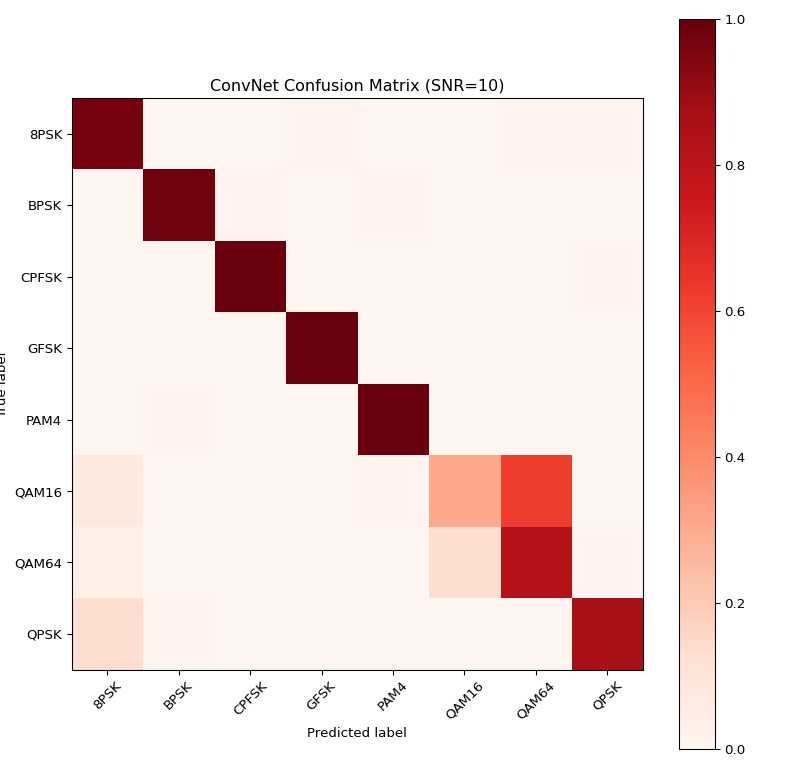 ConvNet Confusion Matrix (SNR=10)
1.0
0.8
0.6
0.4
0.2
0.0
8PSK
BPSK
CPFSK
GFSK
PAM4
QAM16
QAM64
QPSK
label
8PSK
BPSK
CPFSK
GFSK
PAM4
QAM16
QAM64
QPSK
Predicted label